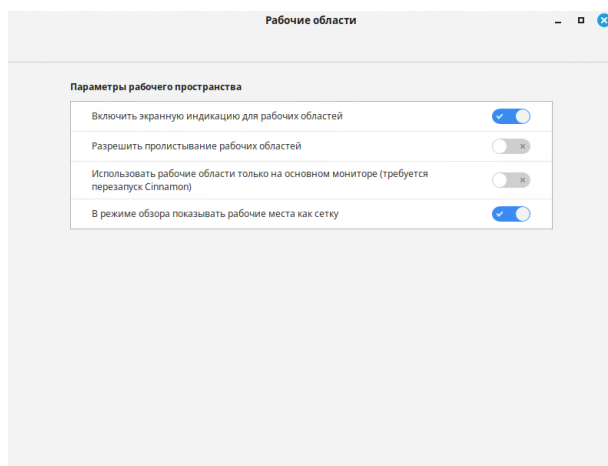 Рабочие области
Параметры рабочего пространства
Включить экранную индикацию для рабочих областей
Разрешить пролистывание рабочих областей
Использовать рабочие области только на основном мониторе (требуется
перезапуск Cinnamon)
В режиме обзора показывать рабочие места как сетку